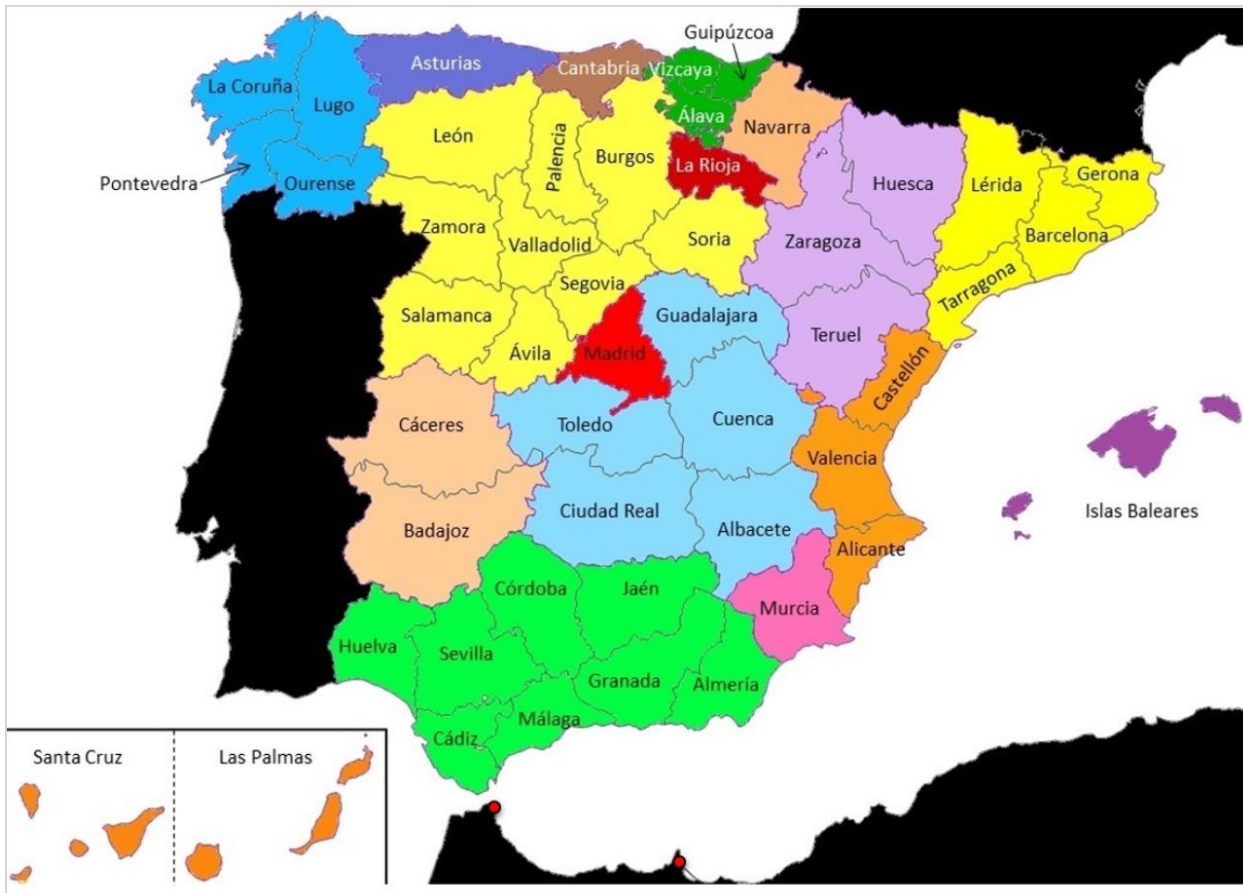 Guipúzcoa
Asturias
Cantabria
Vizcaya
La Coruña
Lugo
Álava
Navarra
León
Palencia
Burgos
La Rioja
Pontevedra
Ourense
Huesca
Lérida
Gerona
Zamora
Valladolid
Soria
Zaragoza
Barcelona
Segovia
Tarragona
Salamanca
Guadalajara
Ávila
Madrid
Teruel
Castellón
Cáceres
Toledo
Cuenca
Valencia
Badajoz
Ciudad Real
Albacete
Islas Baleares
Alicante
Córdoba
Jaén
Murcia
Huelva
Sevilla
Granada
Almería
Málaga
Cádiz
Santa Cruz
Las Palmas